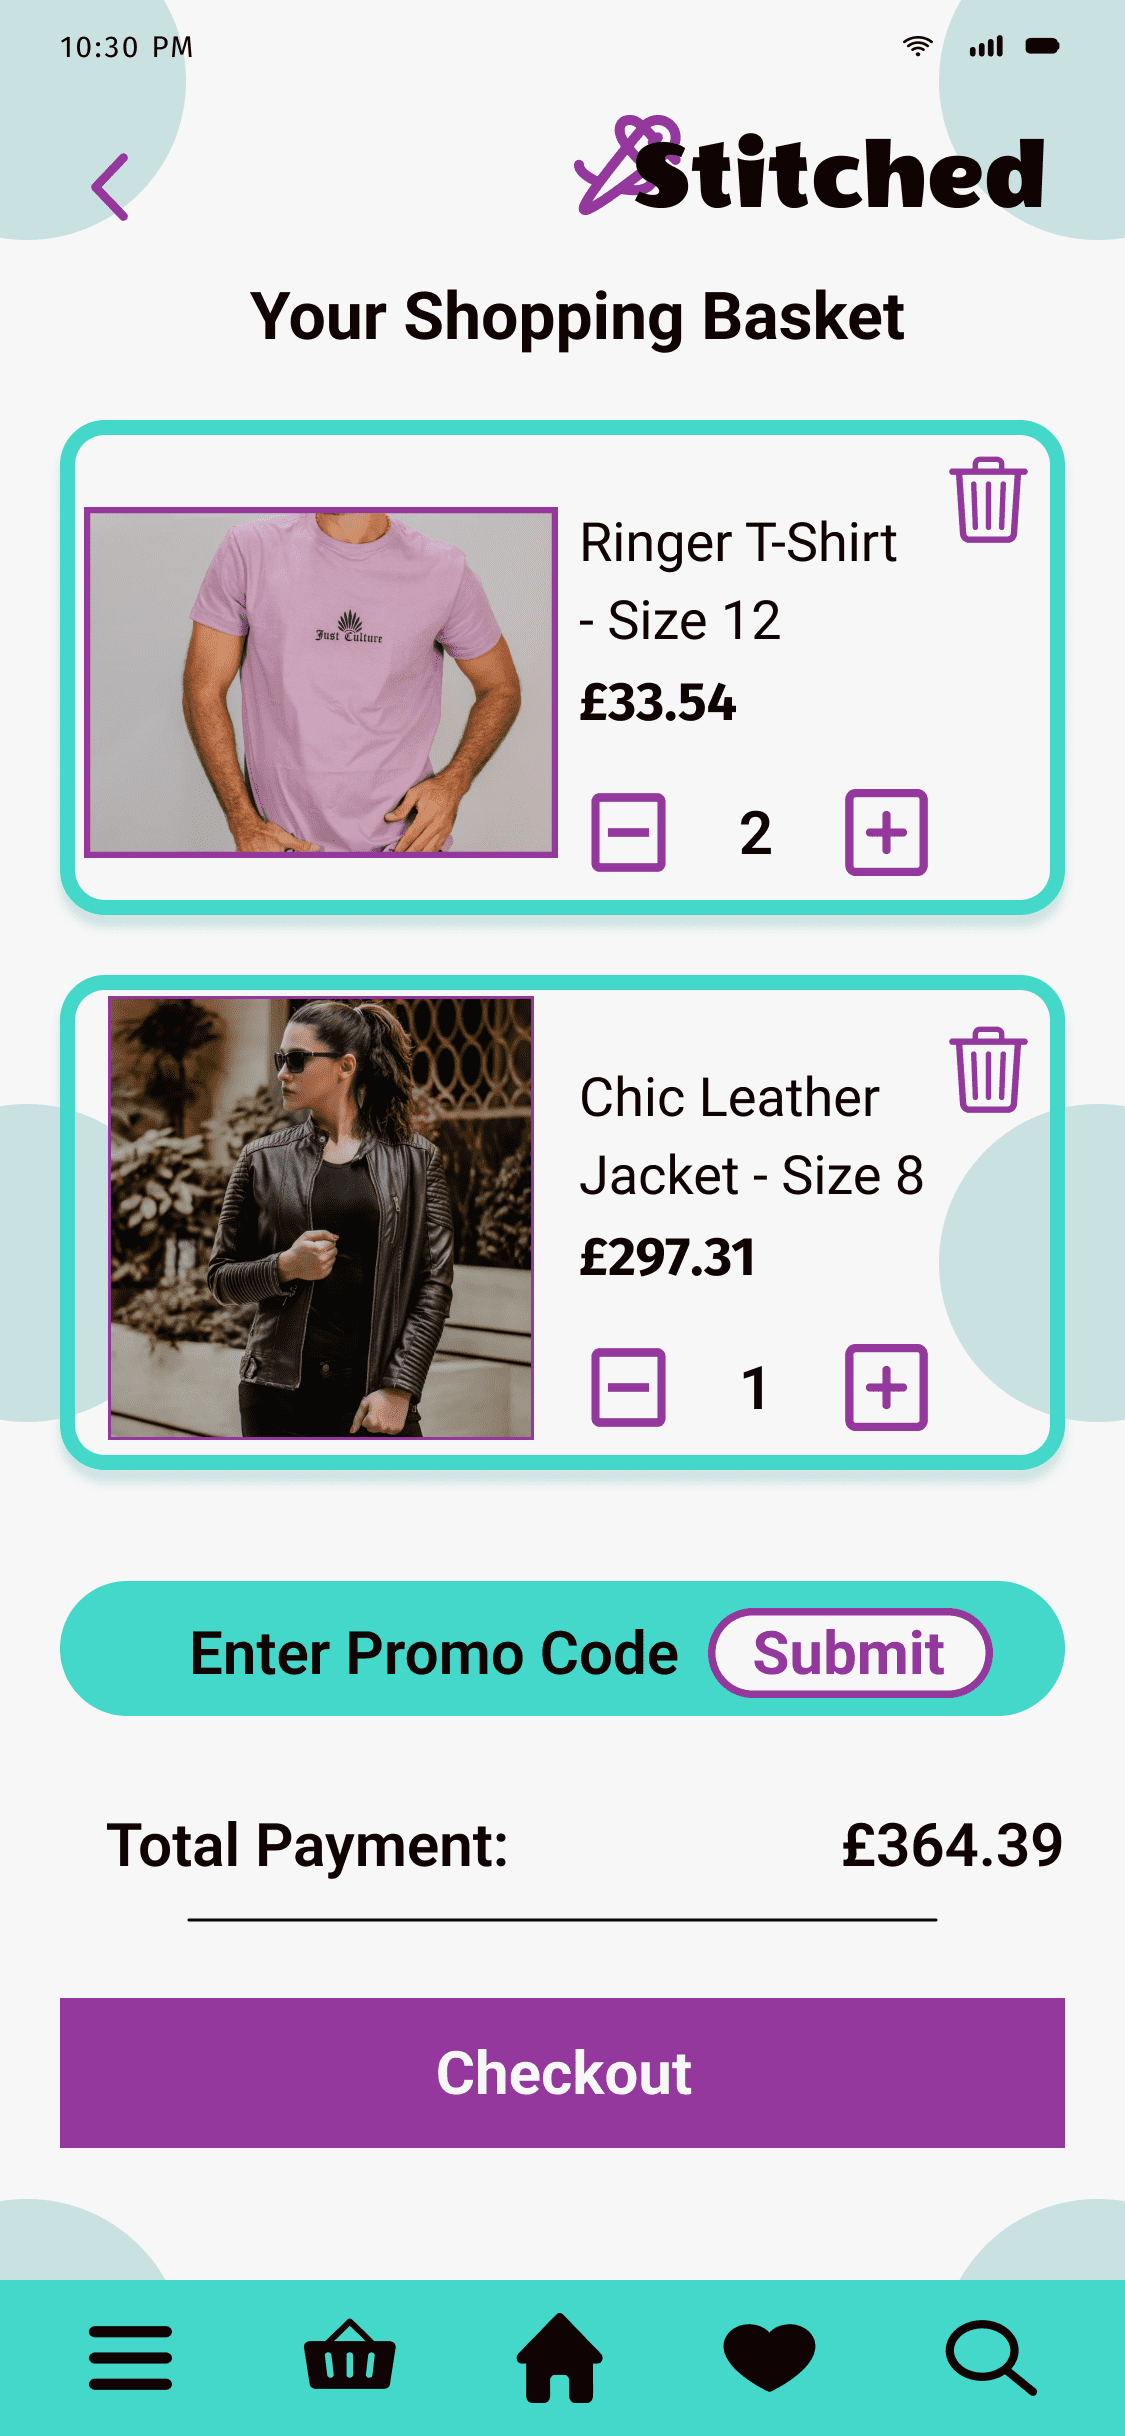 10:30 PM
Stitched
Your Shopping Basket
Just Culture
Ringer T-Shirt
- Size 12
£33.54
2
Chic Leather
Jacket - Size 8
£297.31
1
Enter Promo Code Submit
Total Payment: £364.39
Checkout